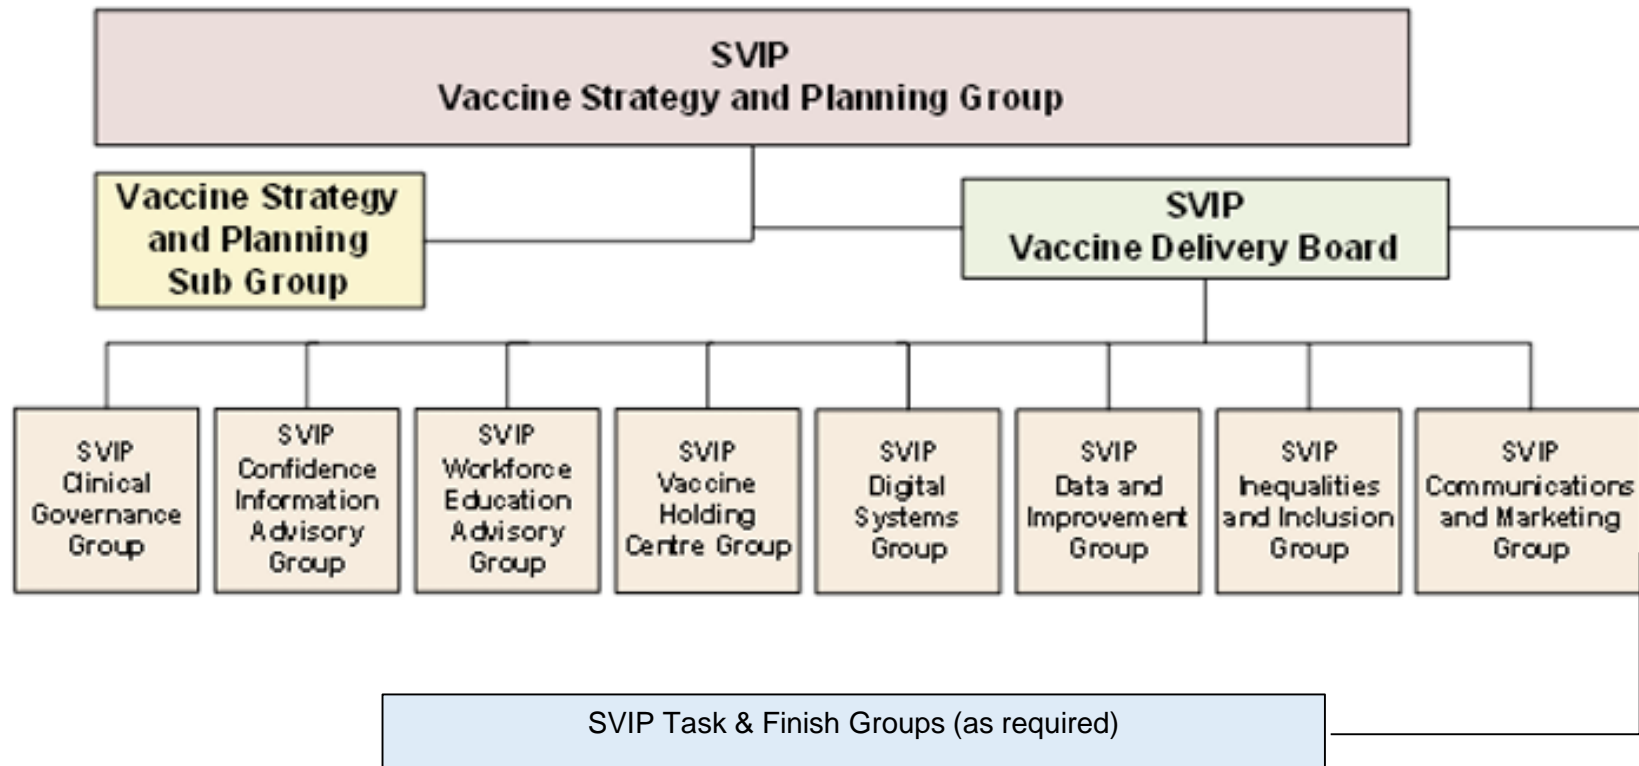 SVIP
Vaccine Strategy and Planning Group
Vaccine Strategy
and Planning
Sub Group
SVIP
Vaccine Delivery Board
SVIP
Clinical
Governance
Group
SVIP
Confidence
Information
Advisory
Group
SVIP
Workforce
Education
Advisory
Group
SVIP
Vaccine
Holding
Centre Group
SVIP
Digital
Systems
Group
SVIP
Data and
Improvement
Group
SVIP
Inequalities
and Inclusion
Group
SVIP
Communications
and Marketing
Group
SVIP Task & Finish Groups (as required)